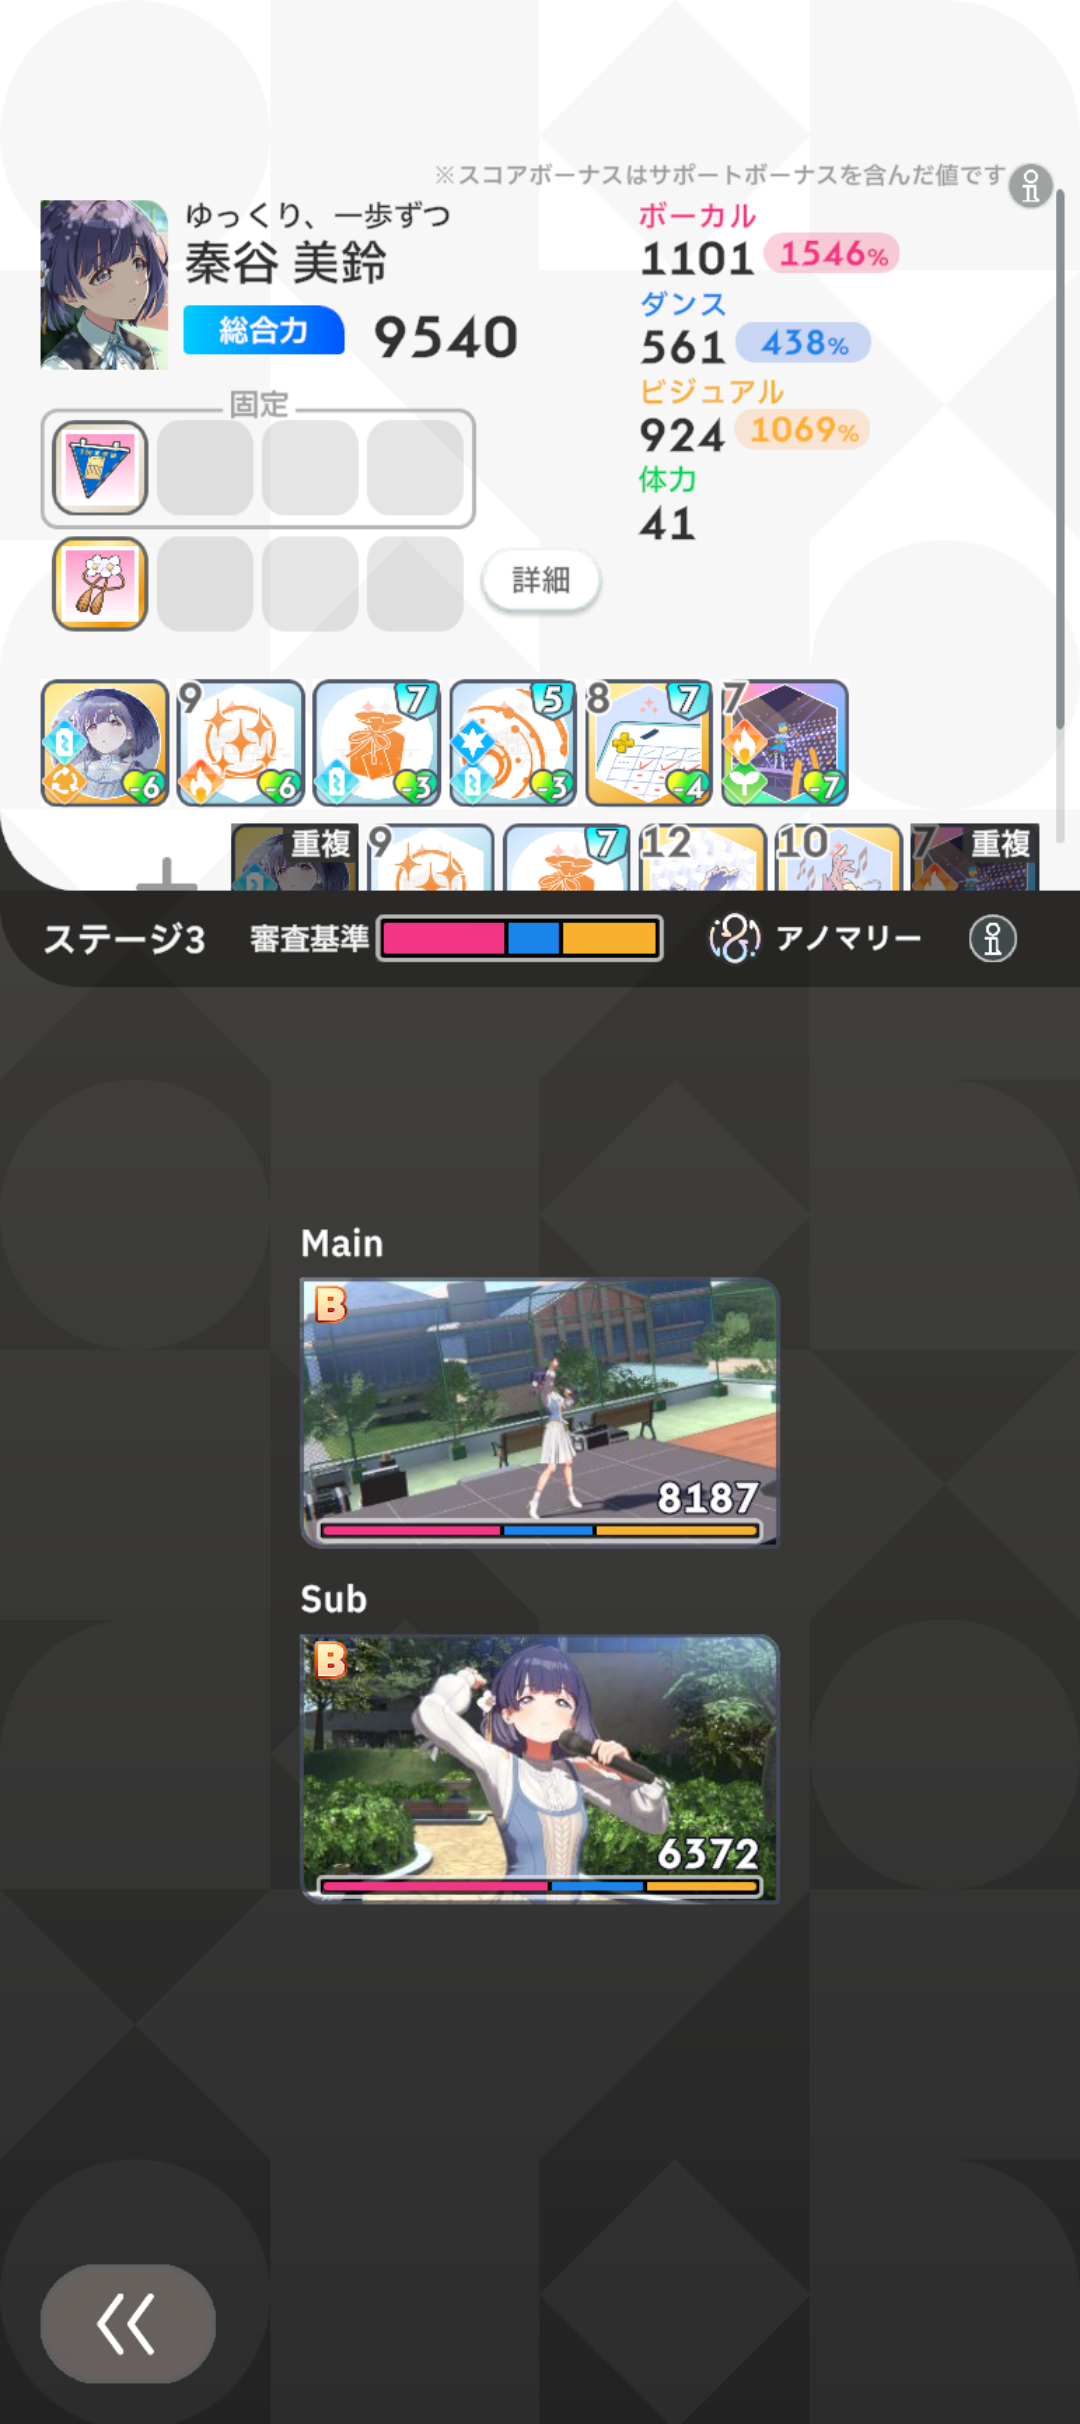 ※スコアボーナスはサポートボーナスを含んだ値です
ゆっくり、一歩ずつ
秦谷 美鈴
総合力 9540
ボーカル
1101 1546%
ダンス
561 438%
ビジュアル
924 1069%
体力
41
固定
詳細
-6
9 -6
7 -3
5 -3
8 7 -4
7 -7
重複
9
7
12
10
7 重複
ステージ3 審査基準 アノマリー
Main
B
8187
Sub
B
6372